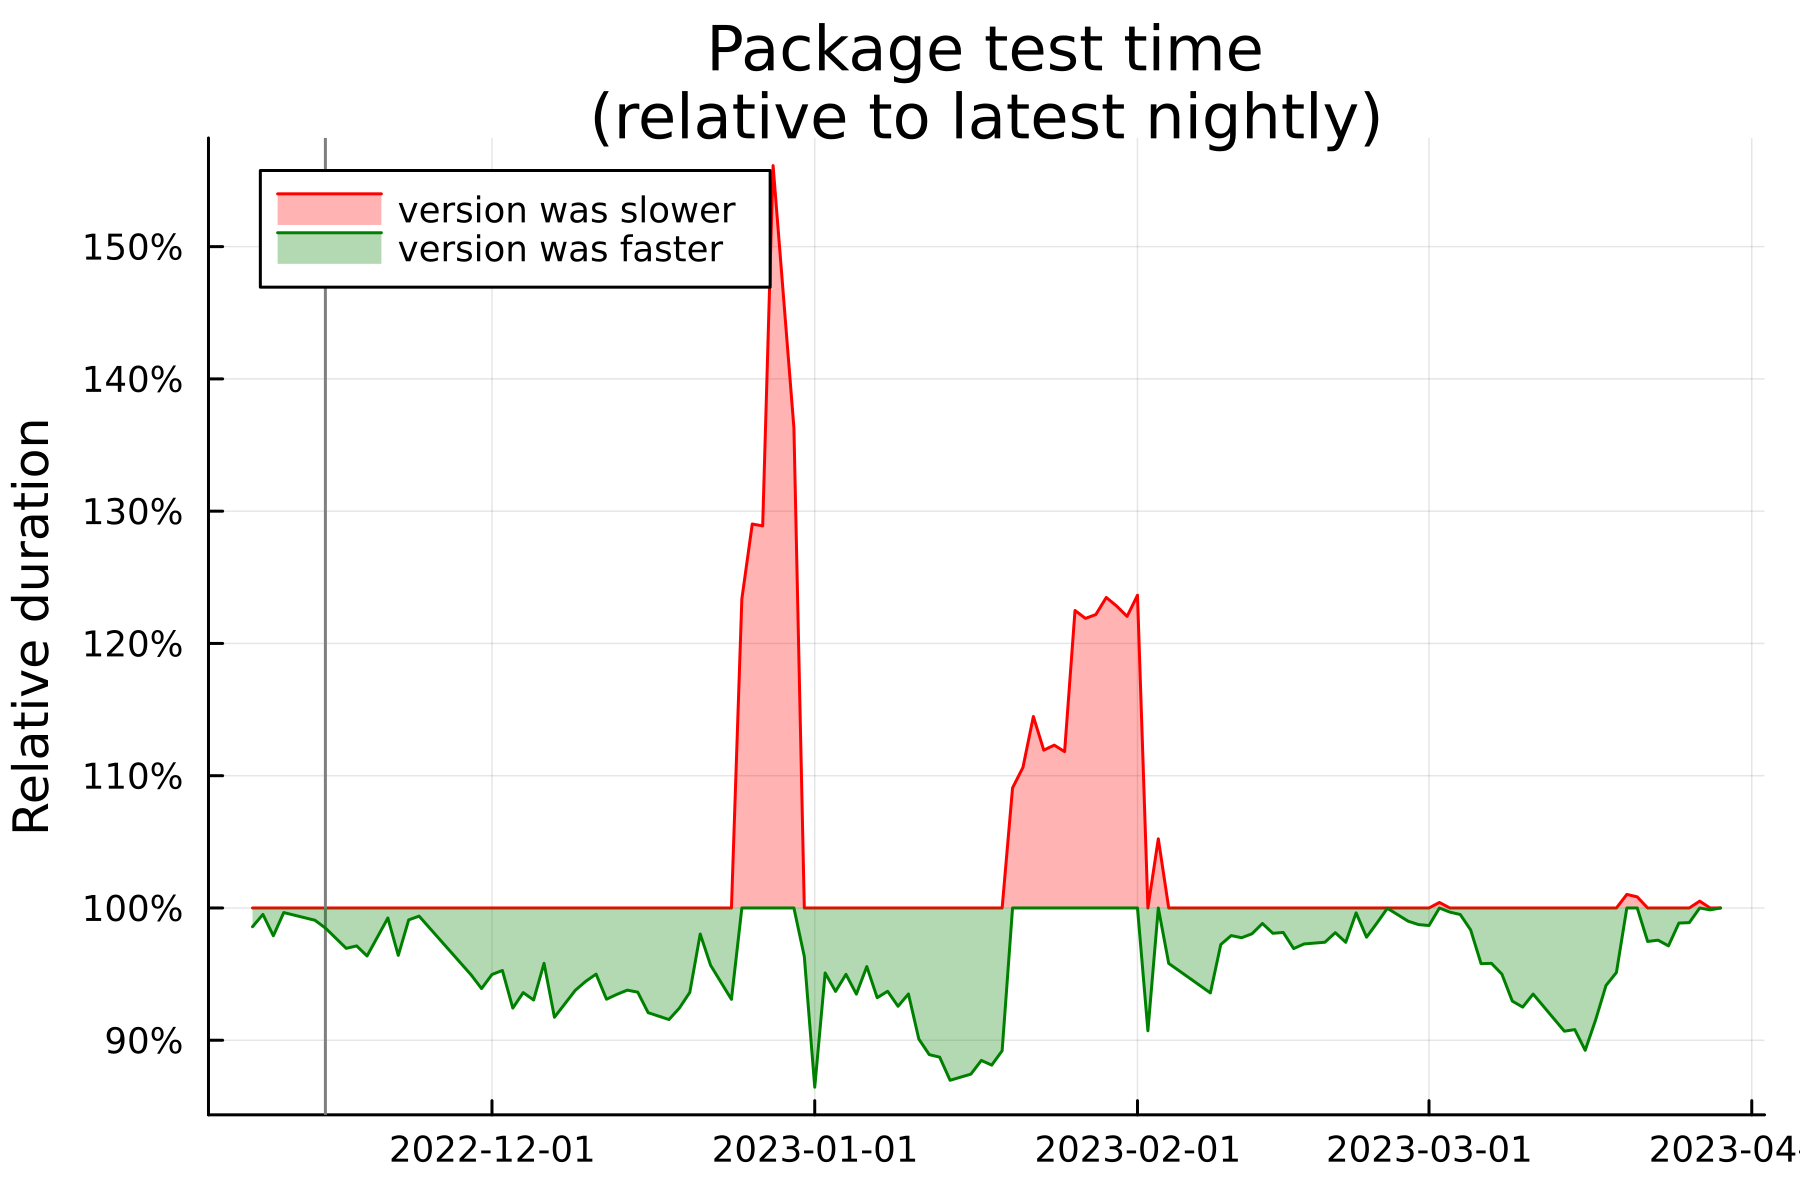 Package test time
(relative to latest nightly)
version was slower
version was faster
Relative duration
150%
140%
130%
120%
110%
100%
90%
2022-12-01
2023-01-01
2023-02-01
2023-03-01
2023-04-